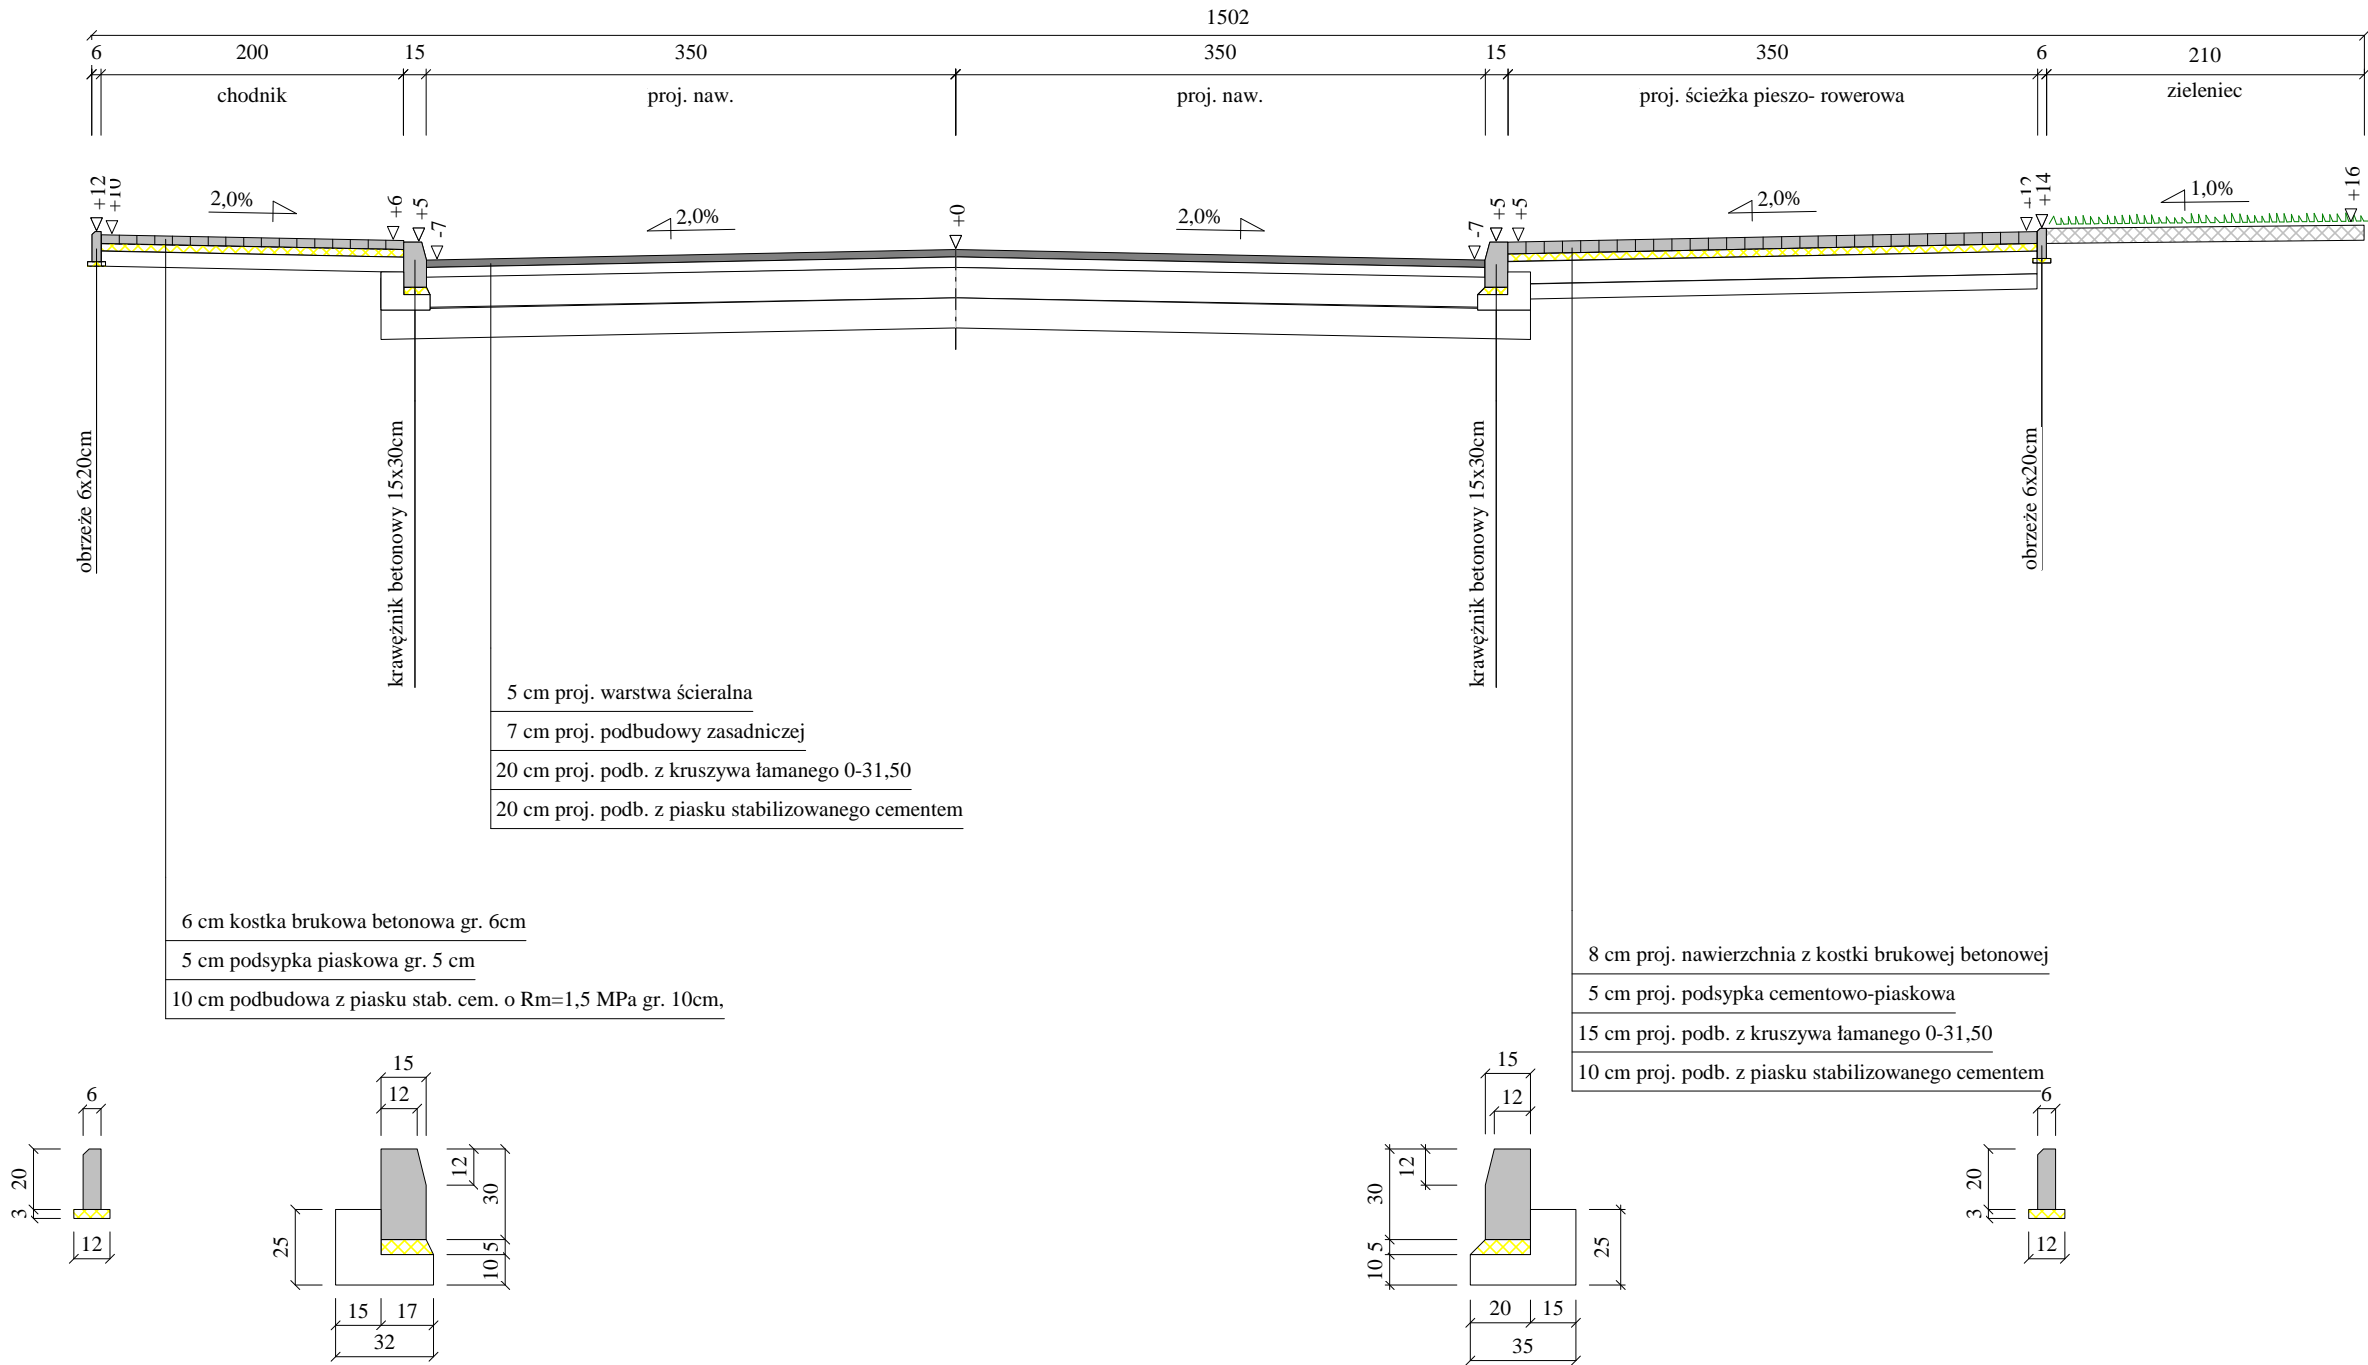 1502
6 200 15 350 350 15 350 6 210
chodnik proj. naw. proj. naw. proj. ścieżka pieszo- rowerowa zieleniec
+12 +10 2,0% +6 +5 -7 2,0% +0 2,0% -7 +5 +5 2,0% +12 +14 1,0% +16
obrzeże 6x20cm
krawężnik betonowy 15x30cm
krawężnik betonowy 15x30cm
obrzeże 6x20cm
5 cm proj. warstwa ścieralna
7 cm proj. podbudowy zasadniczej
20 cm proj. podb. z kruszywa łamanego 0-31,50
20 cm proj. podb. z piasku stabilizowanego cementem
6 cm kostka brukowa betonowa gr. 6cm
5 cm podsypka piaskowa gr. 5 cm
10 cm podbudowa z piasku stab. cem. o Rm=1,5 MPa gr. 10cm,
8 cm proj. nawierzchnia z kostki brukowej betonowej
5 cm proj. podsypka cementowo-piaskowa
15 cm proj. podb. z kruszywa łamanego 0-31,50
10 cm proj. podb. z piasku stabilizowanego cementem
6
20
3
12
15
12
12
30
5
10
25
15 17
32
15
12
12
30
5
10
25
20 15
35
6
20
3
12